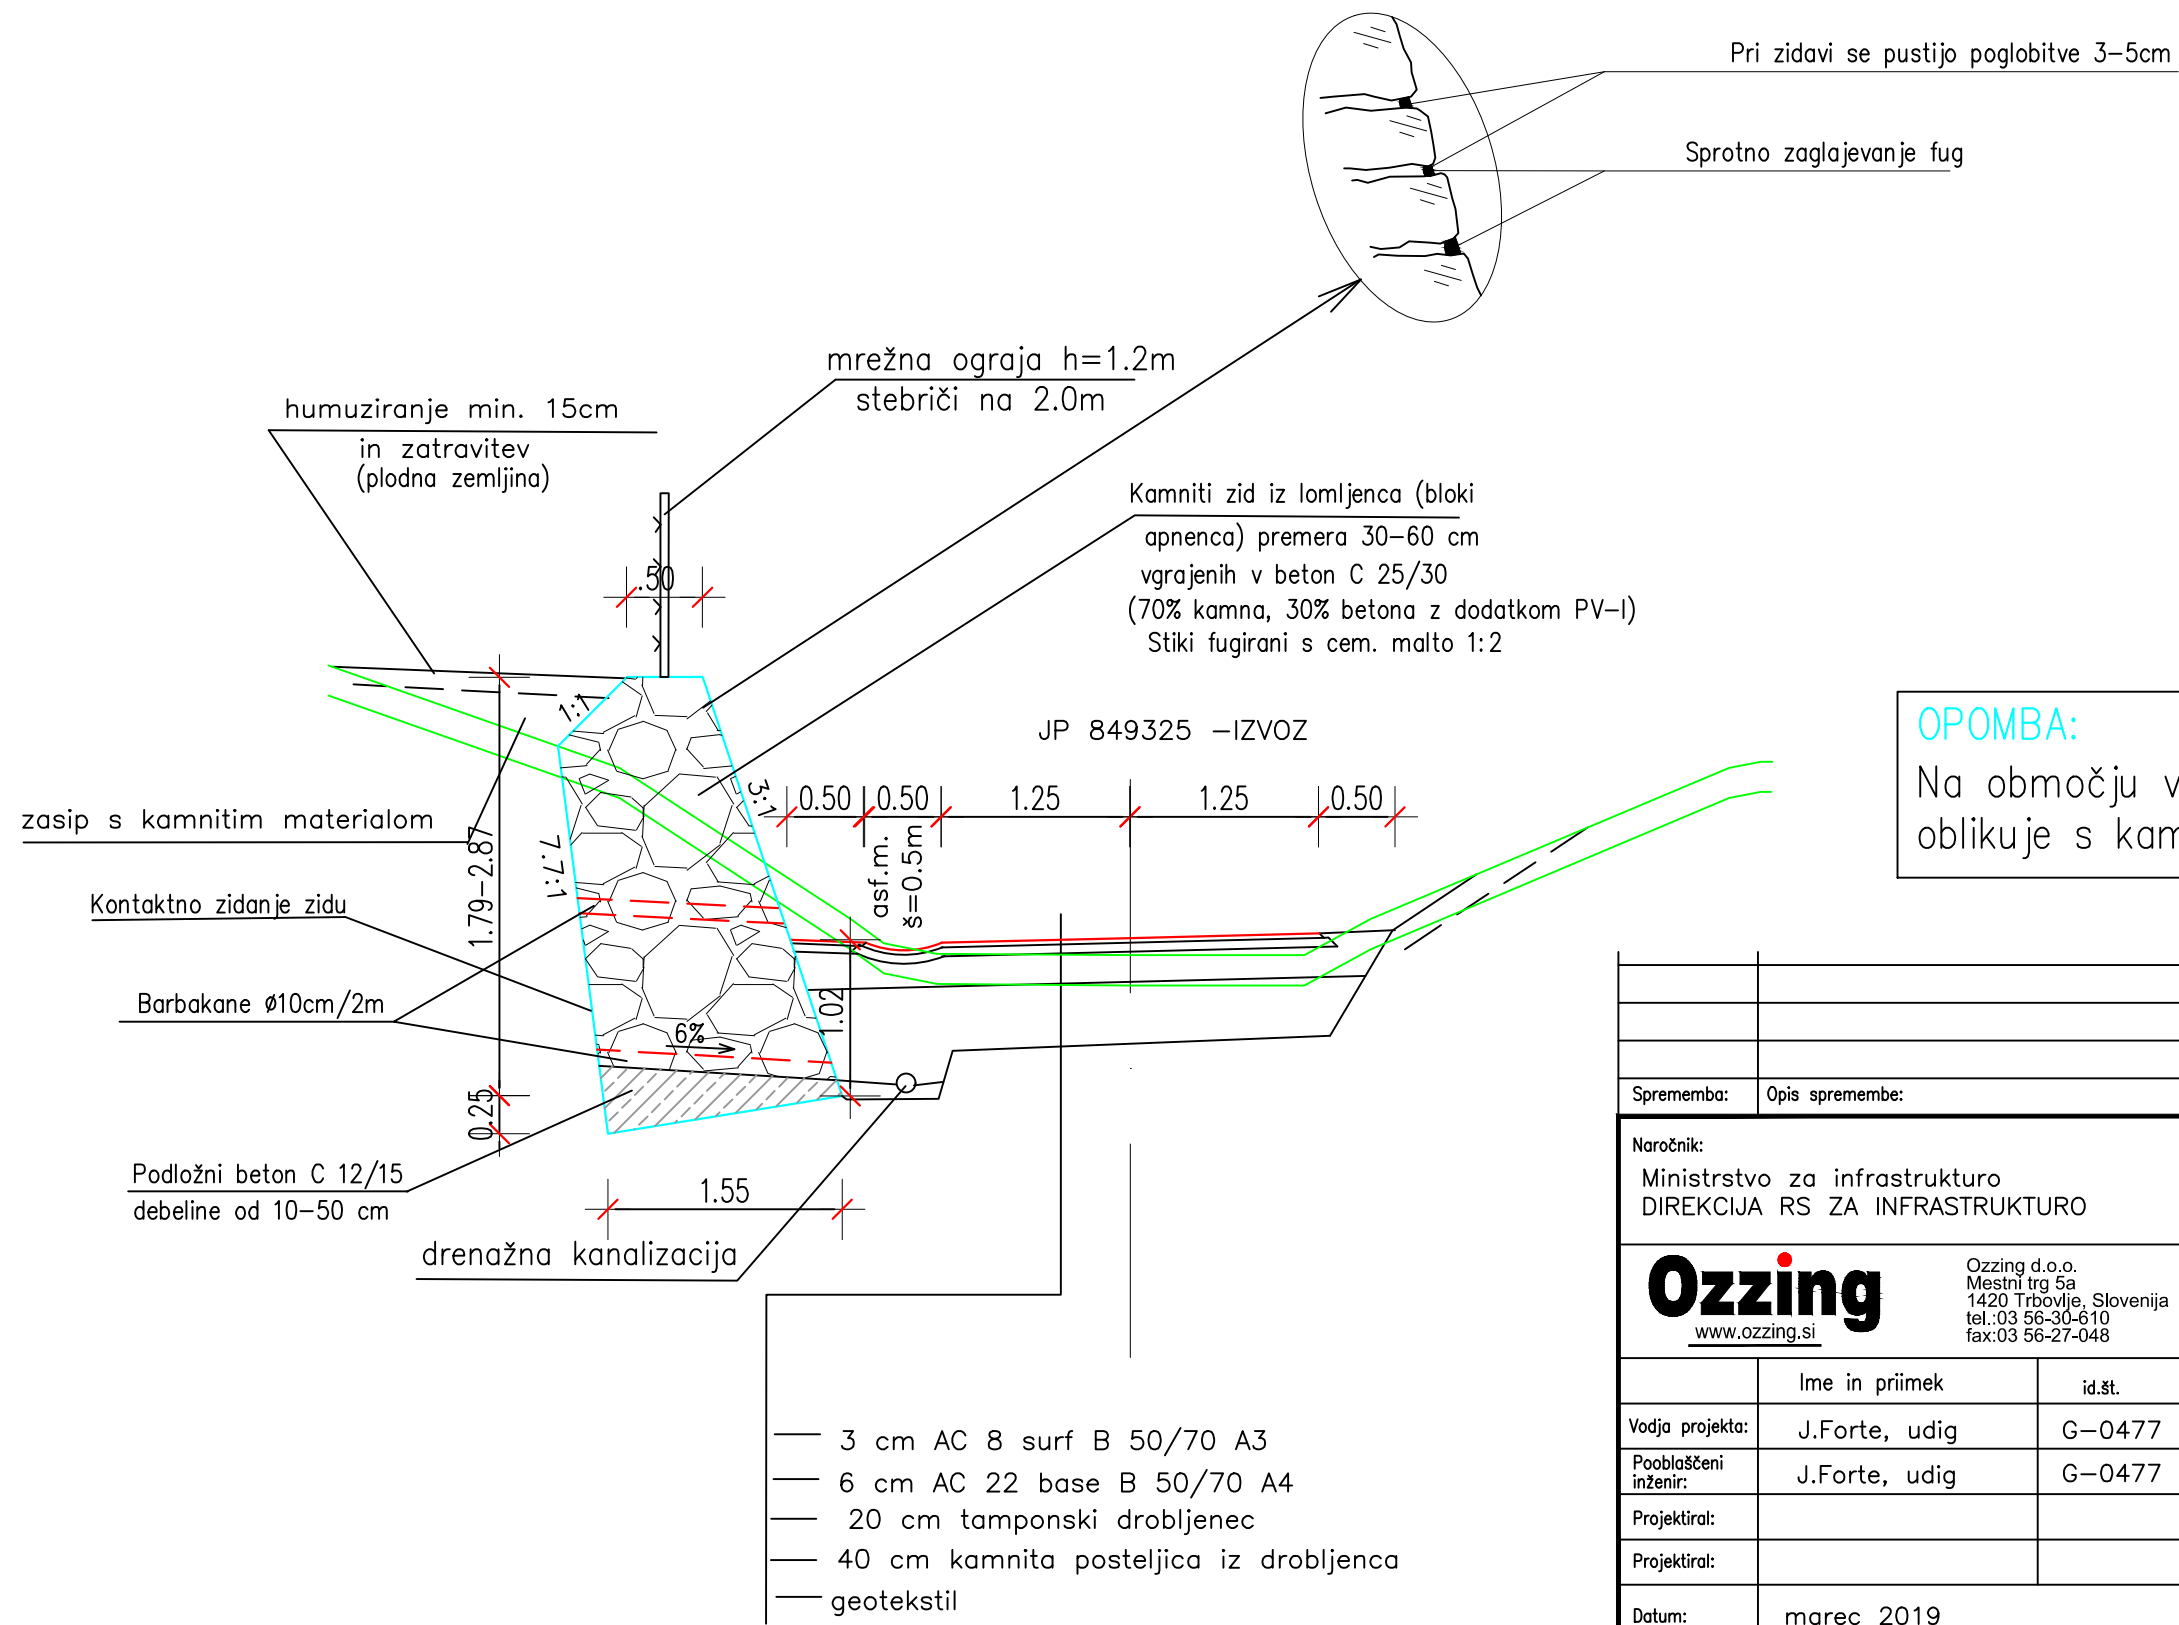 Pri zidavi se pustijo poglobitve 3-5cm
Sprotno zaglajevanje fug
mrežna ograja h=1.2m
stebriči na 2.0m
humuziranje min. 15cm
in zatravitev
(plodna zemljina)
Kamniti zid iz lomljenca (bloki
apnenca) premera 30-60 cm
vgrajenih v beton C 25/30
(70% kamna, 30% betona z dodatkom PV-I)
Stiki fugirani s cem. malto 1:2
.50
1:1
3:1
7.7:1
JP 849325 -IZVOZ
0.50
0.50
1.25
1.25
0.50
asf.m.
š=0.5m
OPOMBA:
Na območju v
oblikuje s kam
zasip s kamnitim materialom
1.79-2.87
Kontaktno zidanje zidu
Barbakane Ø10cm/2m
6%
1.02
0.25
Podložni beton C 12/15
debeline od 10-50 cm
1.55
drenažna kanalizacija
3 cm AC 8 surf B 50/70 A3
6 cm AC 22 base B 50/70 A4
20 cm tamponski drobljenec
40 cm kamnita posteljica iz drobljenca
geotekstil
Sprememba: Opis spremembe:
Naročnik:
Ministrstvo za infrastrukturo
DIREKCIJA RS ZA INFRASTRUKTURO
Ozzing
www.ozzing.si
Ozzing d.o.o.
Mestni trg 5a
1420 Trbovlje, Slovenija
tel.:03 56-30-610
fax:03 56-27-048
Ime in priimek id.št.
Vodja projekta: J.Forte, udig G-0477
Pooblaščeni
inženir: J.Forte, udig G-0477
Projektiral:
Projektiral:
Datum: marec 2019